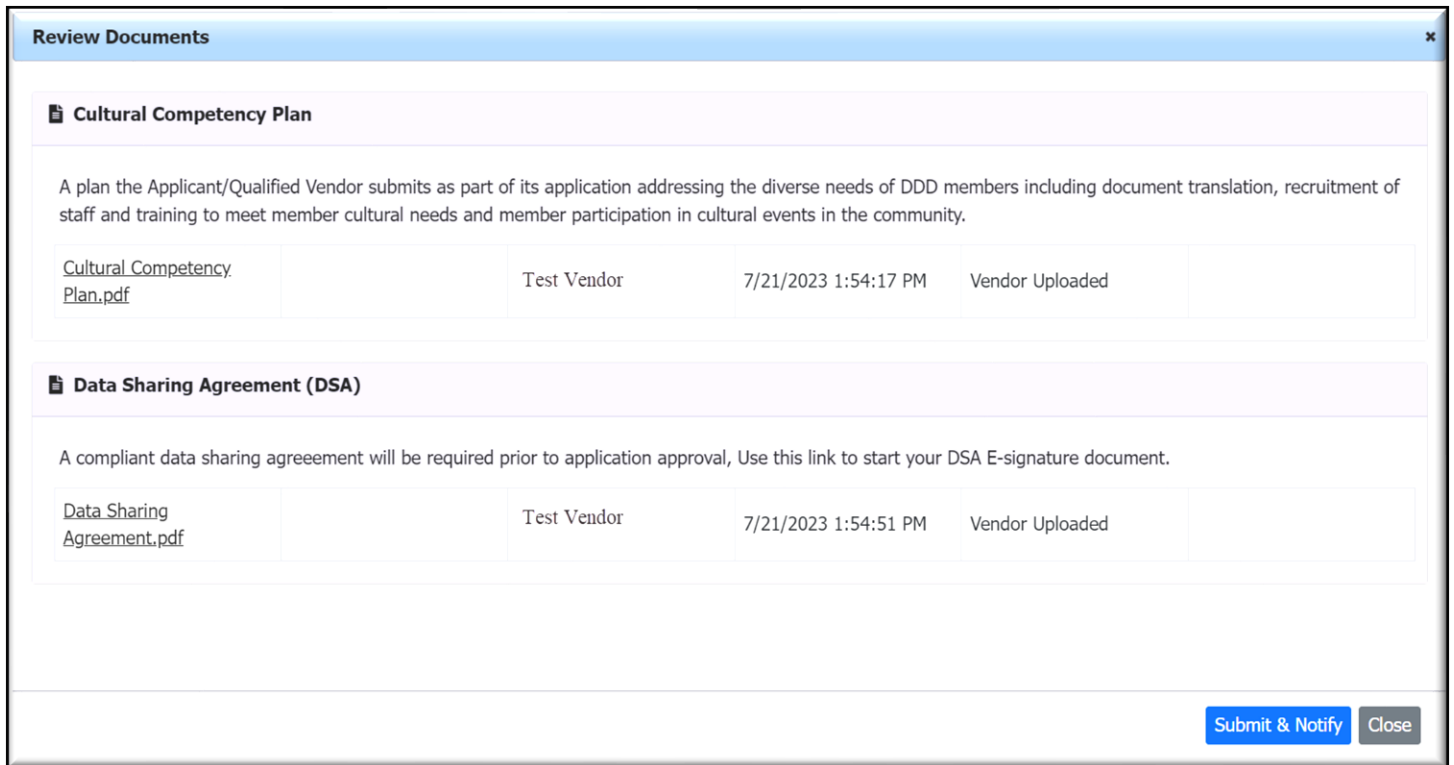 Review Documents
×
Cultural Competency Plan
A plan the Applicant/Qualified Vendor submits as part of its application addressing the diverse needs of DDD members including document translation, recruitment of
staff and training to meet member cultural needs and member participation in cultural events in the community.
Cultural Competency
Plan.pdf
Test Vendor
7/21/2023 1:54:17 PM
Vendor Uploaded
Data Sharing Agreement (DSA)
A compliant data sharing agreeement will be required prior to application approval, Use this link to start your DSA E-signature document.
Data Sharing
Agreement.pdf
Test Vendor
7/21/2023 1:54:51 PM
Vendor Uploaded
Submit & Notify
Close